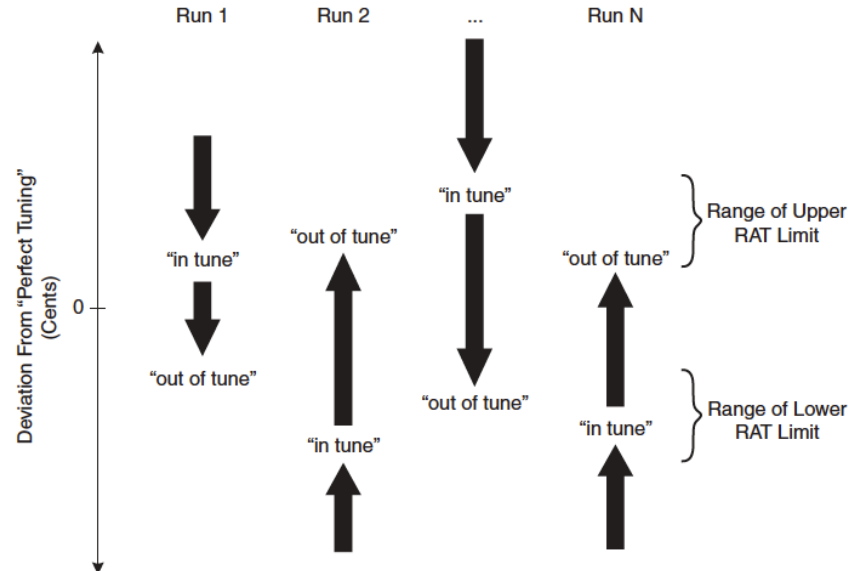 Run 1
Run 2
...
Run N
Deviation From “Perfect Tuning”
(Cents)
0
“in tune”
“out of tune”
“out of tune”
“in tune”
“in tune”
“out of tune”
“out of tune”
“in tune”
Range of Upper
RAT Limit
Range of Lower
RAT Limit